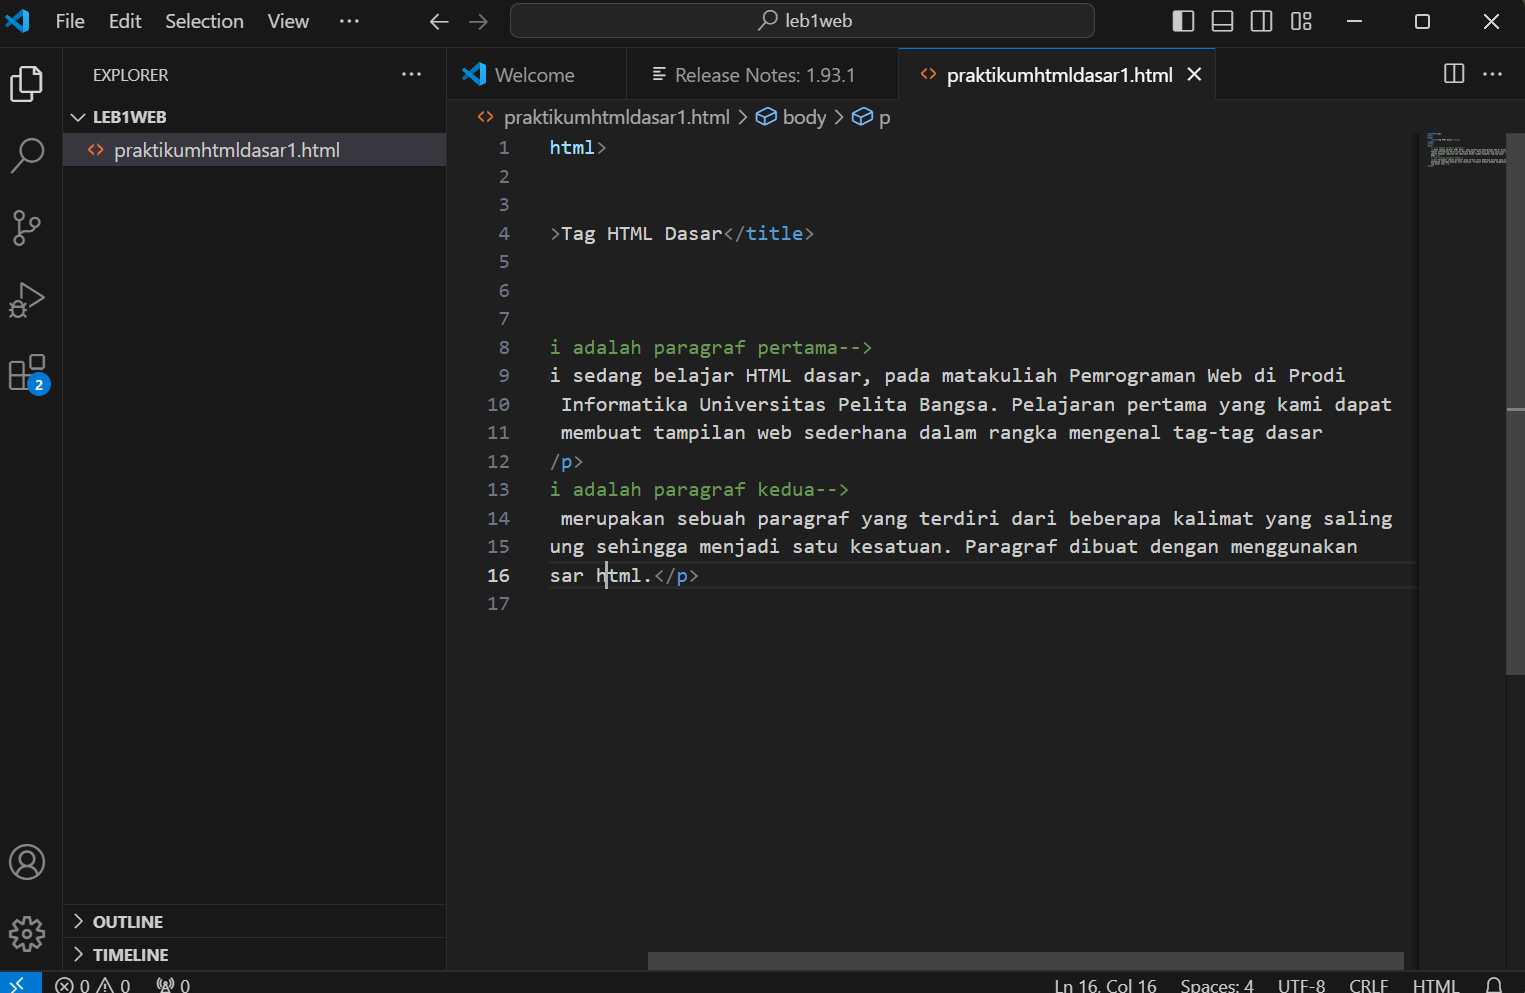 File Edit Selection View ···
leb1web
EXPLORER ···
LEB1WEB
praktikumhtmldasar1.html
Welcome
Release Notes: 1.93.1
praktikumhtmldasar1.html
praktikumhtmldasar1.html > body > p
1 html>
2
3
4 >Tag HTML Dasar</title>
5
6
7
8 i adalah paragraf pertama-->
9 i sedang belajar HTML dasar, pada matakuliah Pemrograman Web di Prodi
10 Informatika Universitas Pelita Bangsa. Pelajaran pertama yang kami dapat
11 membuat tampilan web sederhana dalam rangka mengenal tag-tag dasar
12 /p>
13 i adalah paragraf kedua-->
14 merupakan sebuah paragraf yang terdiri dari beberapa kalimat yang saling
15 ung sehingga menjadi satu kesatuan. Paragraf dibuat dengan menggunakan
16 sar html.</p>
17
2
OUTLINE
TIMELINE
0 0 0
Ln 16, Col 16 Spaces: 4 UTF-8 CRLF HTML